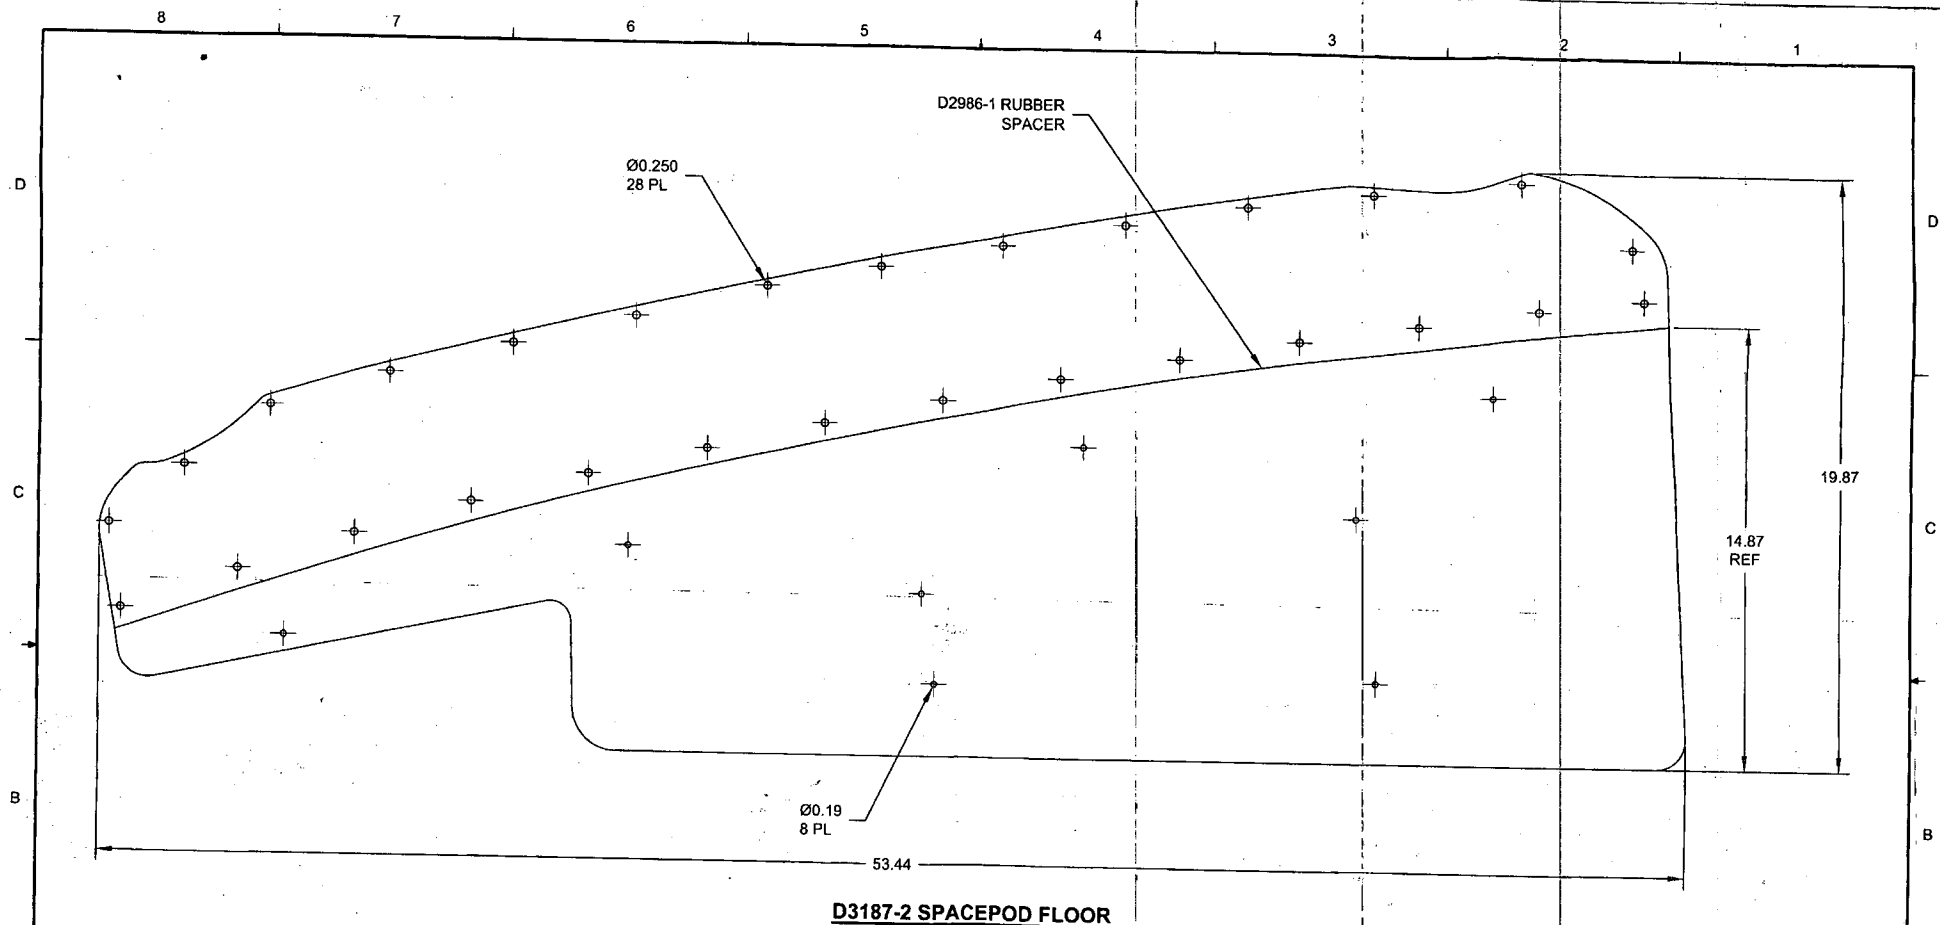 8 7 6 5 4 3 2 1
D2986-1 RUBBER
SPACER
Ø0.250
28 PL
D
D
19.87
C
C
14.87
REF
B
B
Ø0.19
8 PL
53.44
D3187-2 SPACEPOD FLOOR